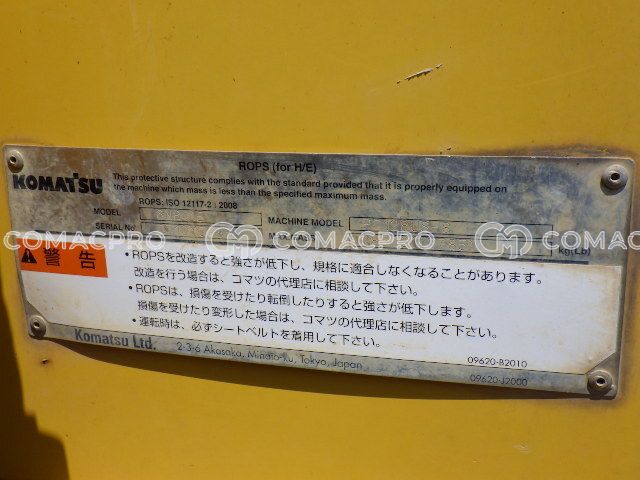 ROPS (for H/E)
KOMATSU
This protective structure complies with the standard provided that it is properly equipped on
the machine which mass is less than the specified maximum mass.
ROPS: ISO 12117-2 : 2008
MODEL
MACHINE MODEL
SERIAL No.
MAX MASS
kg(Lb)
COMACPRO COMACPRO COMACPRO
警告
・ROPSを改造すると強さが低下し、規格に適合しなくなることがあります。
改造を行う場合は、コマツの代理店に相談して下さい。
・ROPSは、損傷を受けたり転倒したりすると強さが低下します。
損傷を受けたり変形した場合は、コマツの代理店に相談して下さい。
・運転時は、必ずシートベルトを着用して下さい。
Komatsu Ltd.
2-3-6 Akasaka, Minato-ku, Tokyo, Japan
09620-B2010
09620-J2000